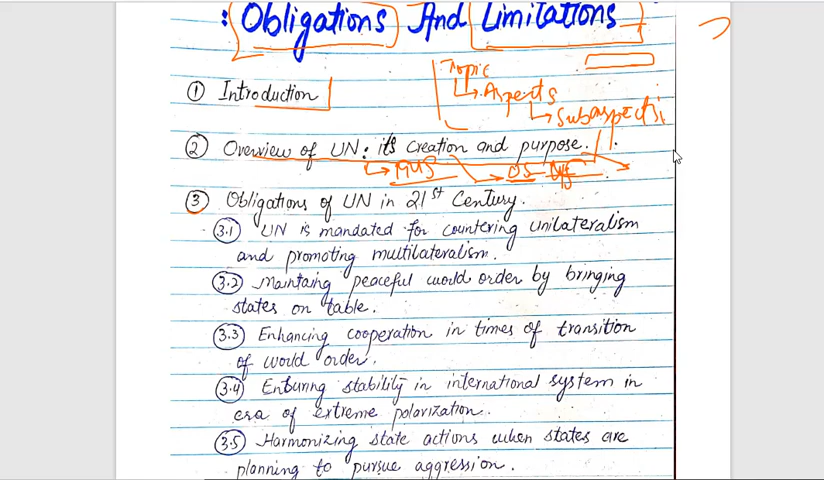 : Obligations And Limitations
Topic
① Introduction
↳ Aspects
↳ Subaspects
② Overview of UN: its creation and purpose.
↳ 1945
③ Obligations of UN in 21st Century.
3.1 UN is mandated for countering unilateralism
and promoting multilateralism.
3.2 Maintaing peaceful world order by bringing
states on table.
3.3 Enhancing cooperation in times of transition
of world order.
3.4 Ensuring stability in international system in
era of extreme polarization.
3.5 Harmonizing state actions when states are
planning to pursue aggression.